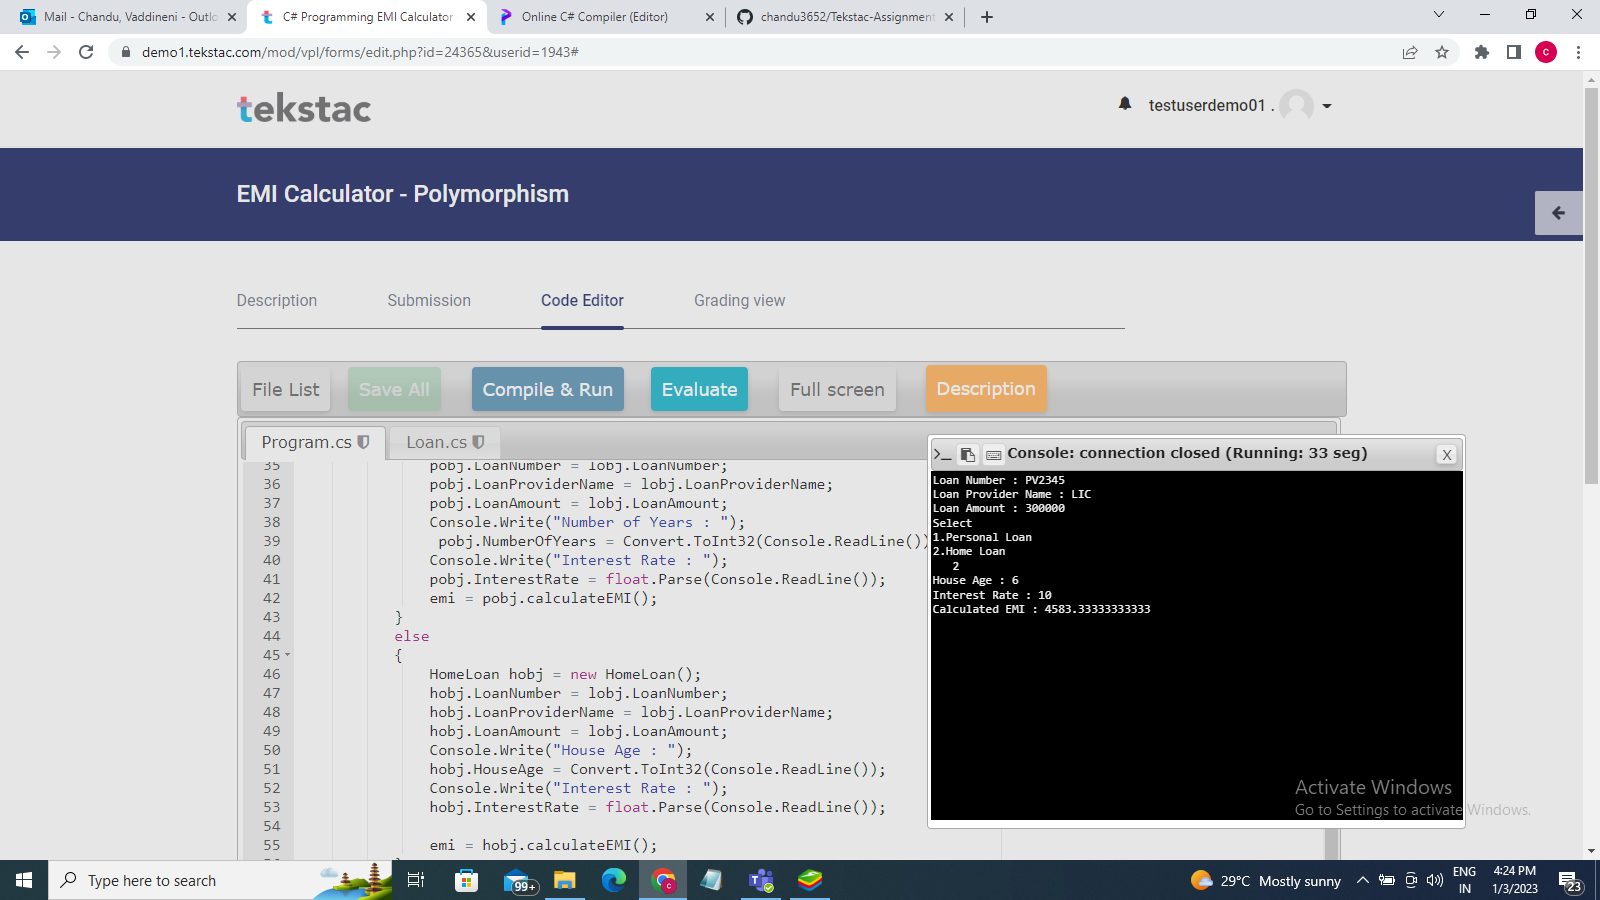 Mail - Chandu, Vaddineni - Outlo
C# Programming EMI Calculator
Online C# Compiler (Editor)
chandu3652/Tekstac-Assignment
demo1.tekstac.com/mod/vpl/forms/edit.php?id=24365&userid=1943#
c
tekstac
testuserdemo01 .
EMI Calculator - Polymorphism
Description
Submission
Code Editor
Grading view
File List
Save All
Compile & Run
Evaluate
Full screen
Description
Program.cs
Loan.cs
35 pobj.LoanNumber = lobj.LoanNumber;
36 pobj.LoanProviderName = lobj.LoanProviderName;
37 pobj.LoanAmount = lobj.LoanAmount;
38 Console.Write("Number of Years : ");
39 pobj.NumberOfYears = Convert.ToInt32(Console.ReadLine())
40 Console.Write("Interest Rate : ");
41 pobj.InterestRate = float.Parse(Console.ReadLine());
42 emi = pobj.calculateEMI();
43 }
44 else
45 {
46 HomeLoan hobj = new HomeLoan();
47 hobj.LoanNumber = lobj.LoanNumber;
48 hobj.LoanProviderName = lobj.LoanProviderName;
49 hobj.LoanAmount = lobj.LoanAmount;
50 Console.Write("House Age : ");
51 hobj.HouseAge = Convert.ToInt32(Console.ReadLine());
52 Console.Write("Interest Rate : ");
53 hobj.InterestRate = float.Parse(Console.ReadLine());
54
55 emi = hobj.calculateEMI();
Console: connection closed (Running: 33 seg)
X
Loan Number : PV2345
Loan Provider Name : LIC
Loan Amount : 300000
Select
1.Personal Loan
2.Home Loan
2
House Age : 6
Interest Rate : 10
Calculated EMI : 4583.33333333333
Activate Windows
Go to Settings to activate Windows.
Type here to search
99+
29°C Mostly sunny
ENG
IN
4:24 PM
1/3/2023
23